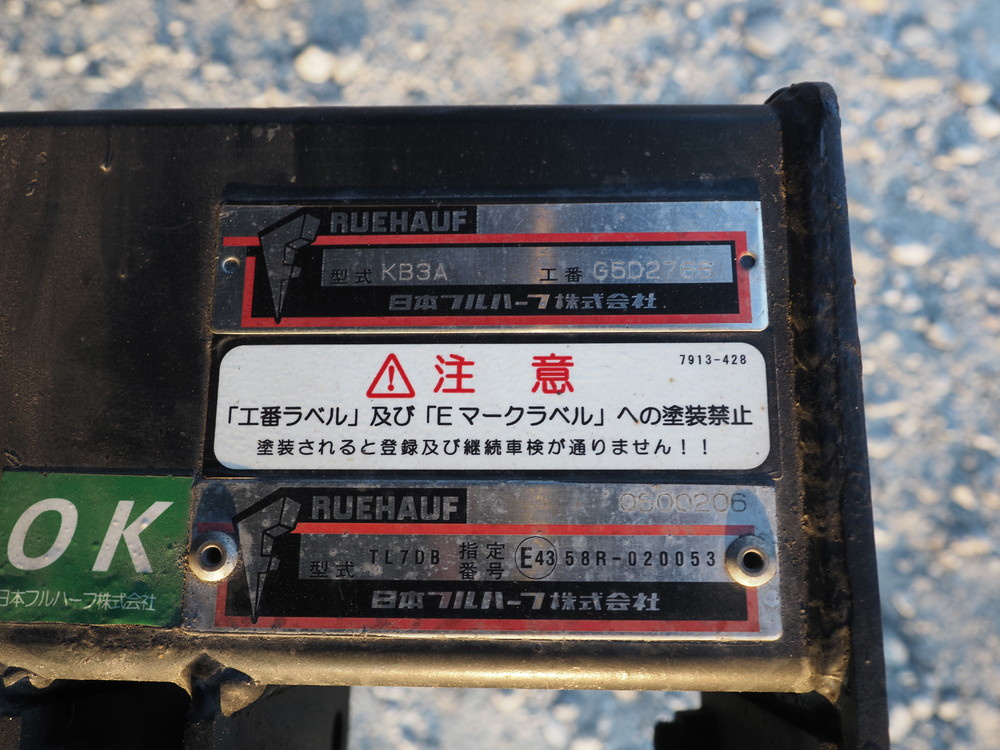 FRUEHAUF
型式 KB3A 工番
日本フルハーフ株式会社
7913-428
注意
「工番ラベル」及び「Eマークラベル」への塗装禁止
塗装されると登録及び継続車検が通りません!!
FRUEHAUF
0S00206
型式 TL7DB 指定番号 E43 58R-020053
日本フルハーフ株式会社
OK
日本フルハーフ株式会社